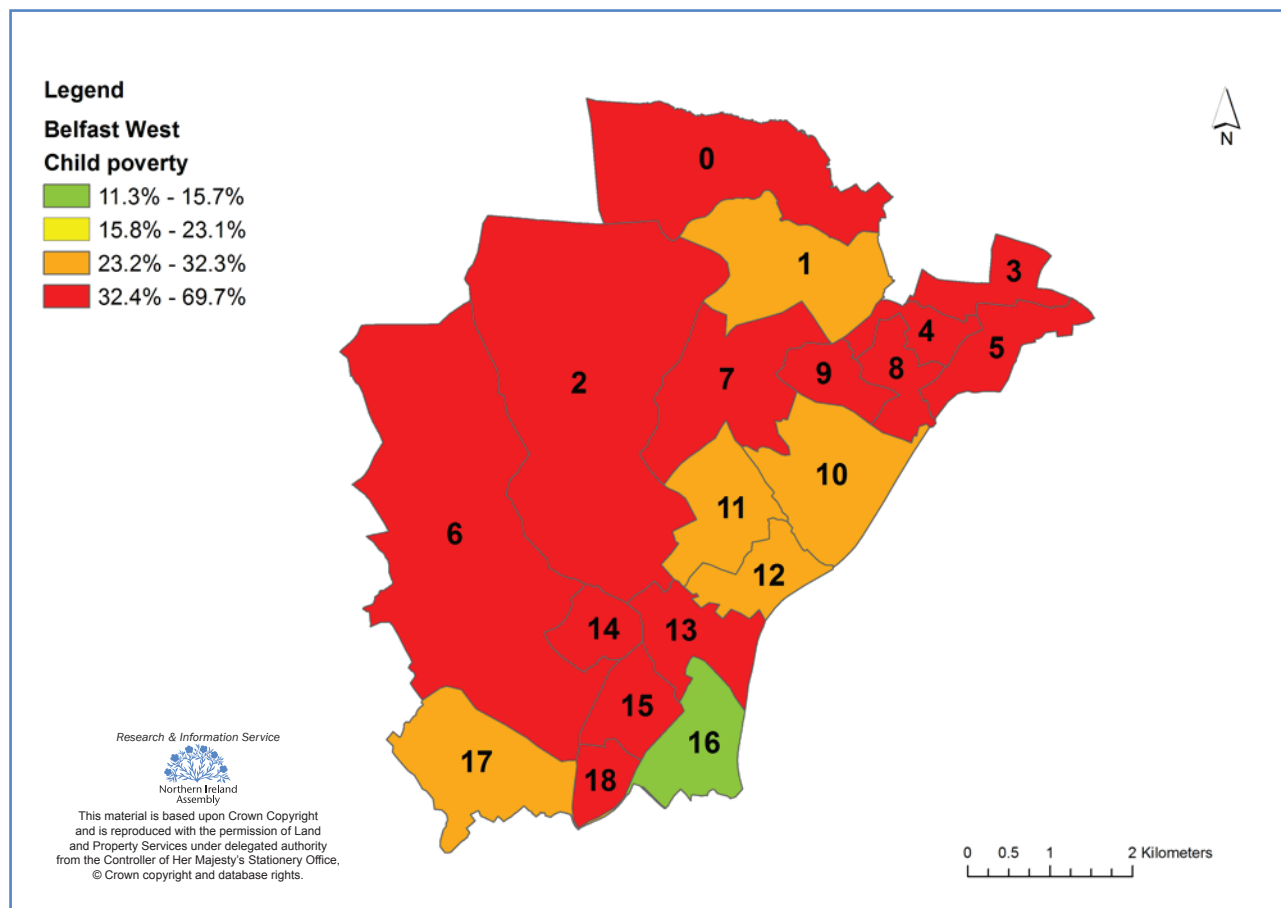 Legend
Belfast West
Child poverty
11.3% - 15.7%
15.8% - 23.1%
23.2% - 32.3%
32.4% - 69.7%
N
0
1
3
4
5
2
7
9
8
10
11
6
12
14
13
15
16
17
18
Research & Information Service
Northern Ireland
Assembly
This material is based upon Crown Copyright
and is reproduced with the permission of Land
and Property Services under delegated authority
from the Controller of Her Majesty's Stationery Office,
© Crown copyright and database rights.
0 0.5 1 2 Kilometers